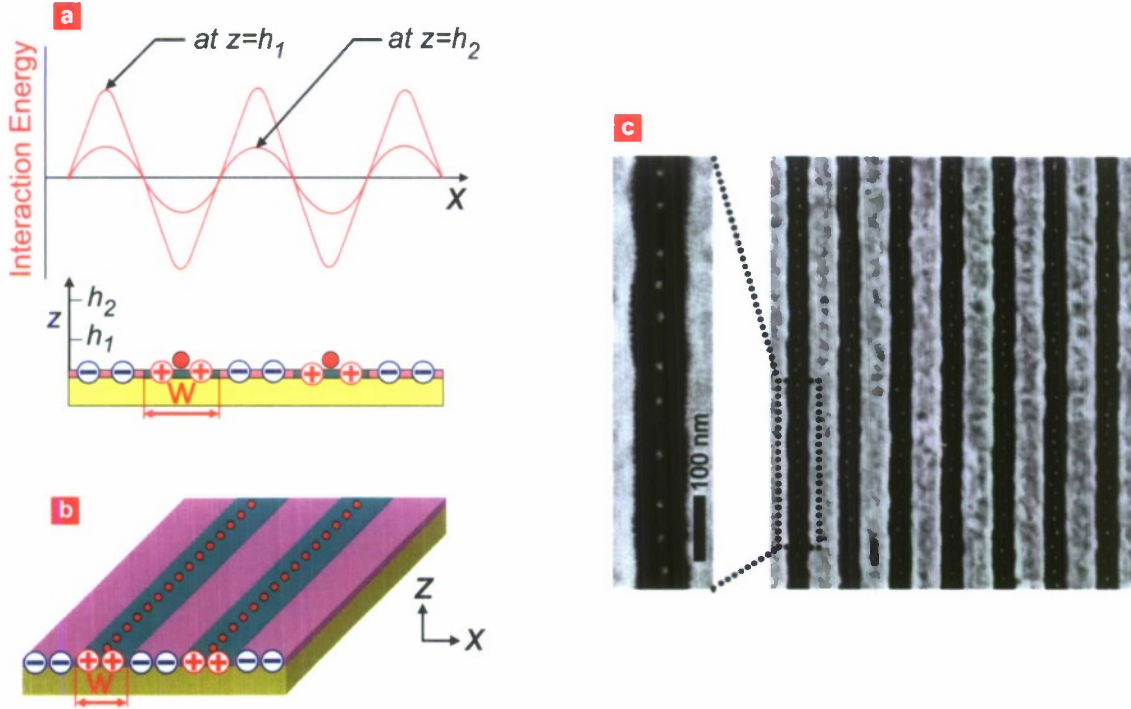 a
at z=h₁
at z=h₂
Interaction Energy
X
h₂
z
h₁
− − + + − − + + − −
W
b
Z
X
− − + + − − + + − −
W
c
100 nm